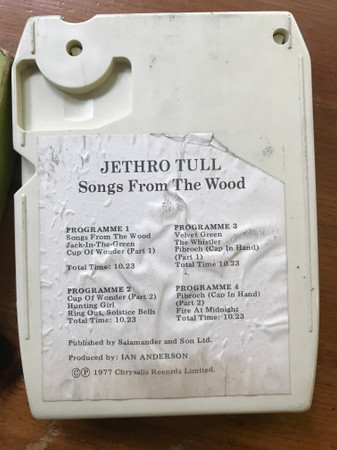 JETHRO TULL
Songs From The Wood
PROGRAMME 1
Songs From The Wood
Jack-In-The-Green
Cup Of Wonder (Part 1)
Total Time: 10.23
PROGRAMME 2
Cup Of Wonder (Part 2)
Hunting Girl
Ring Out, Solstice Bells
Total Time: 10.23
PROGRAMME 3
Velvet Green
The Whistler
Pibroch (Cap In Hand)
(Part 1)
Total Time 10.23
PROGRAMME 4
Pibroch (Cap In Hand)
(Part 2)
Fire At Midnight
Total Time: 10.23
Published by Salamander and Son Ltd.
Produced by: IAN ANDERSON
©℗ 1977 Chrysalis Records Limited.